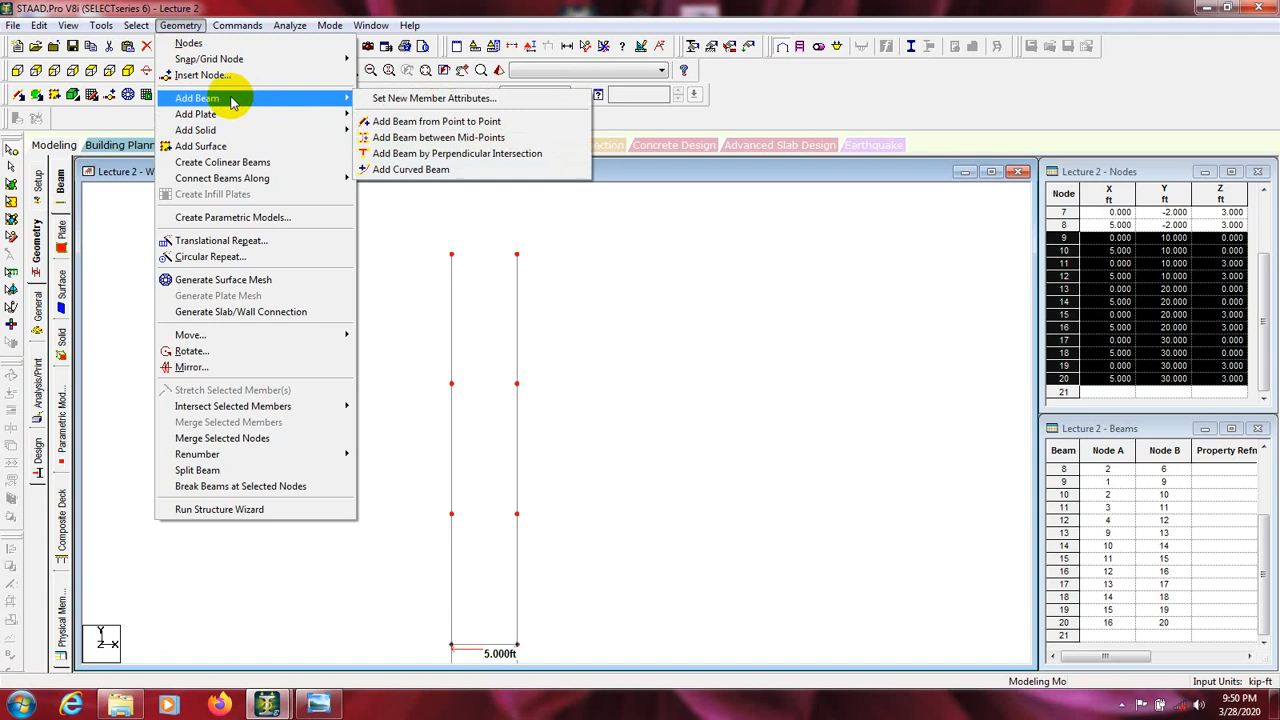 STAAD.Pro V8i (SELECTseries 6) - Lecture 2
File Edit View Tools Select Geometry Commands Analyze Mode Window Help
Nodes
Snap/Grid Node
Insert Node...
Add Beam
Add Plate
Add Solid
Add Surface
Create Colinear Beams
Connect Beams Along
Create Infill Plates
Create Parametric Models...
Translational Repeat...
Circular Repeat...
Generate Surface Mesh
Generate Plate Mesh
Generate Slab/Wall Connection
Move...
Rotate...
Mirror...
Stretch Selected Member(s)
Intersect Selected Members
Merge Selected Members
Merge Selected Nodes
Renumber
Split Beam
Break Beams at Selected Nodes
Run Structure Wizard
Set New Member Attributes...
Add Beam from Point to Point
Add Beam between Mid-Points
Add Beam by Perpendicular Intersection
Add Curved Beam
Modeling Building Plann Concrete Design Advanced Slab Design Earthquake
Lecture 2 - W
Setup
Geometry
General
Analysis/Print
Design
Beam
Plate
Surface
Solid
Parametric Mod...
Composite Deck
Physical Mem...
5.000ft
Y
Z X
Lecture 2 - Nodes
Node X ft Y ft Z ft
7 0.000 -2.000 3.000
8 5.000 -2.000 3.000
9 0.000 10.000 0.000
10 5.000 10.000 0.000
11 0.000 10.000 3.000
12 5.000 10.000 3.000
13 0.000 20.000 0.000
14 5.000 20.000 0.000
15 0.000 20.000 3.000
16 5.000 20.000 3.000
17 0.000 30.000 0.000
18 5.000 30.000 0.000
19 0.000 30.000 3.000
20 5.000 30.000 3.000
21
Lecture 2 - Beams
Beam Node A Node B Property Refn
8 2 6
9 1 9
10 2 10
11 3 11
12 4 12
13 9 13
14 10 14
15 11 15
16 12 16
17 13 17
18 14 18
19 15 19
20 16 20
21
Modeling Mo Input Units: kip-ft
9:50 PM
3/28/2020